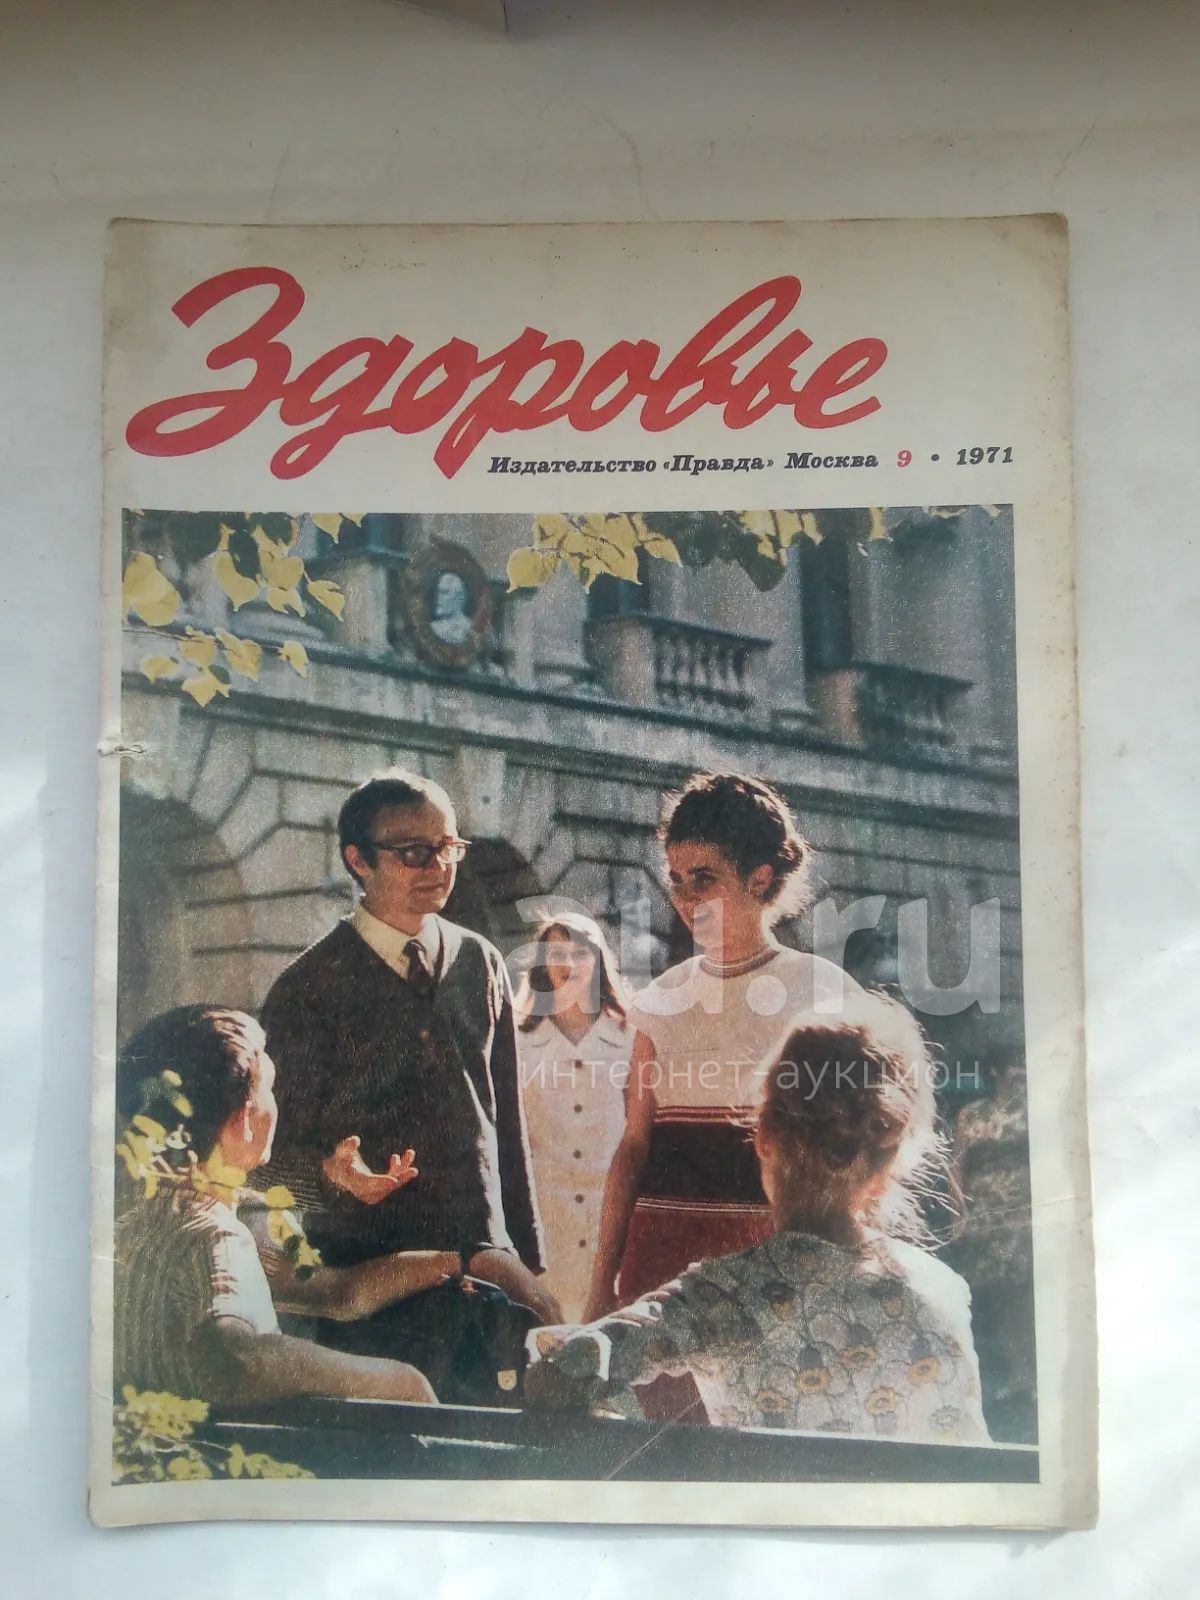 Здоровье
Издательство «Правда» Москва 9 • 1971
au.ru
интернет-аукцион